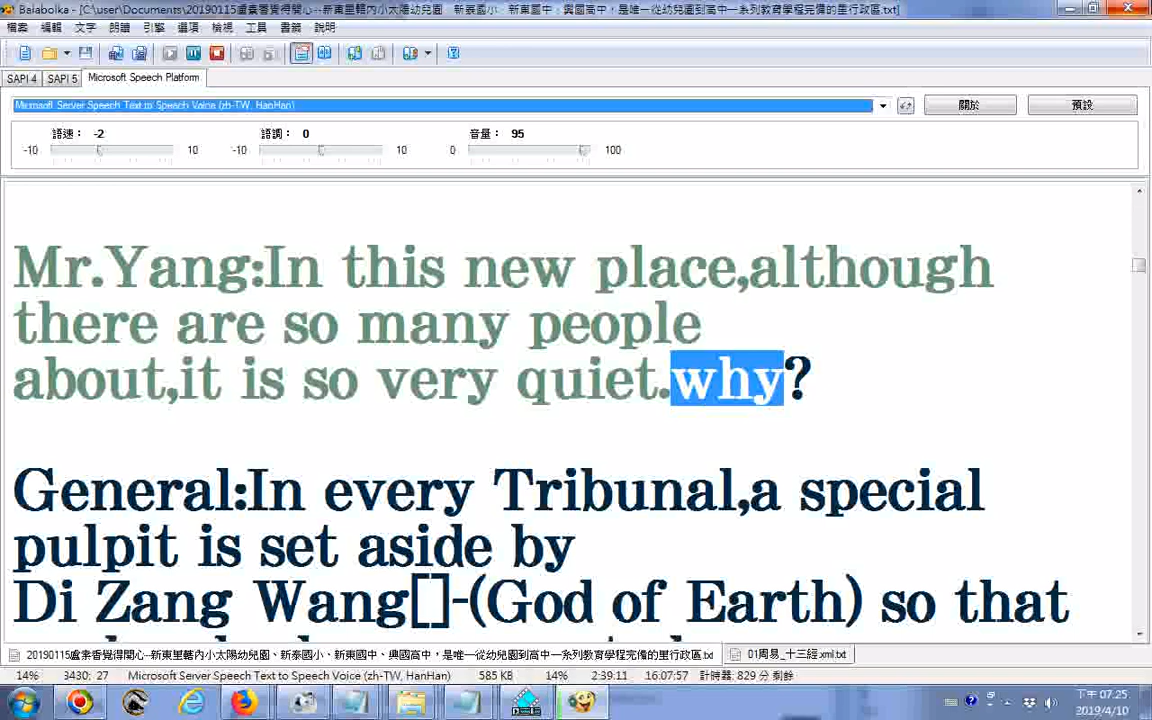 Balabolka - [C:\user\Documents\20190115盧素香覺得開心--新東里轄內小太陽幼兒園、新泰國小、新東國中、興國高中，是唯一從幼兒園到高中一系列教育學程完備的里行政區.txt]
檔案 編輯 文字 朗讀 引擎 選項 檢視 工具 書籤 說明
SAPI 4 SAPI 5 Microsoft Speech Platform
Microsoft Server Speech Text to Speech Voice (zh-TW, HanHan) 關於 預設
語速： -2 語調： 0 音量： 95
-10 10 -10 10 0 100
Mr.Yang:In this new place,although
there are so many people
about,it is so very quiet.why?
General:In every Tribunal,a special
pulpit is set aside by
Di Zang Wang[]-(God of Earth) so that
20190115盧素香覺得開心--新東里轄內小太陽幼兒園、新泰國小、新東國中、興國高中，是唯一從幼兒園到高中一系列教育學程完備的里行政區.txt 01周易_十三經.xml.txt
14% 3430; 27 Microsoft Server Speech Text to Speech Voice (zh-TW, HanHan) 585 KB 14% 2:39:11 16:07:57 計時器: 829 分 剩餘
下午 07:25
2019/4/10